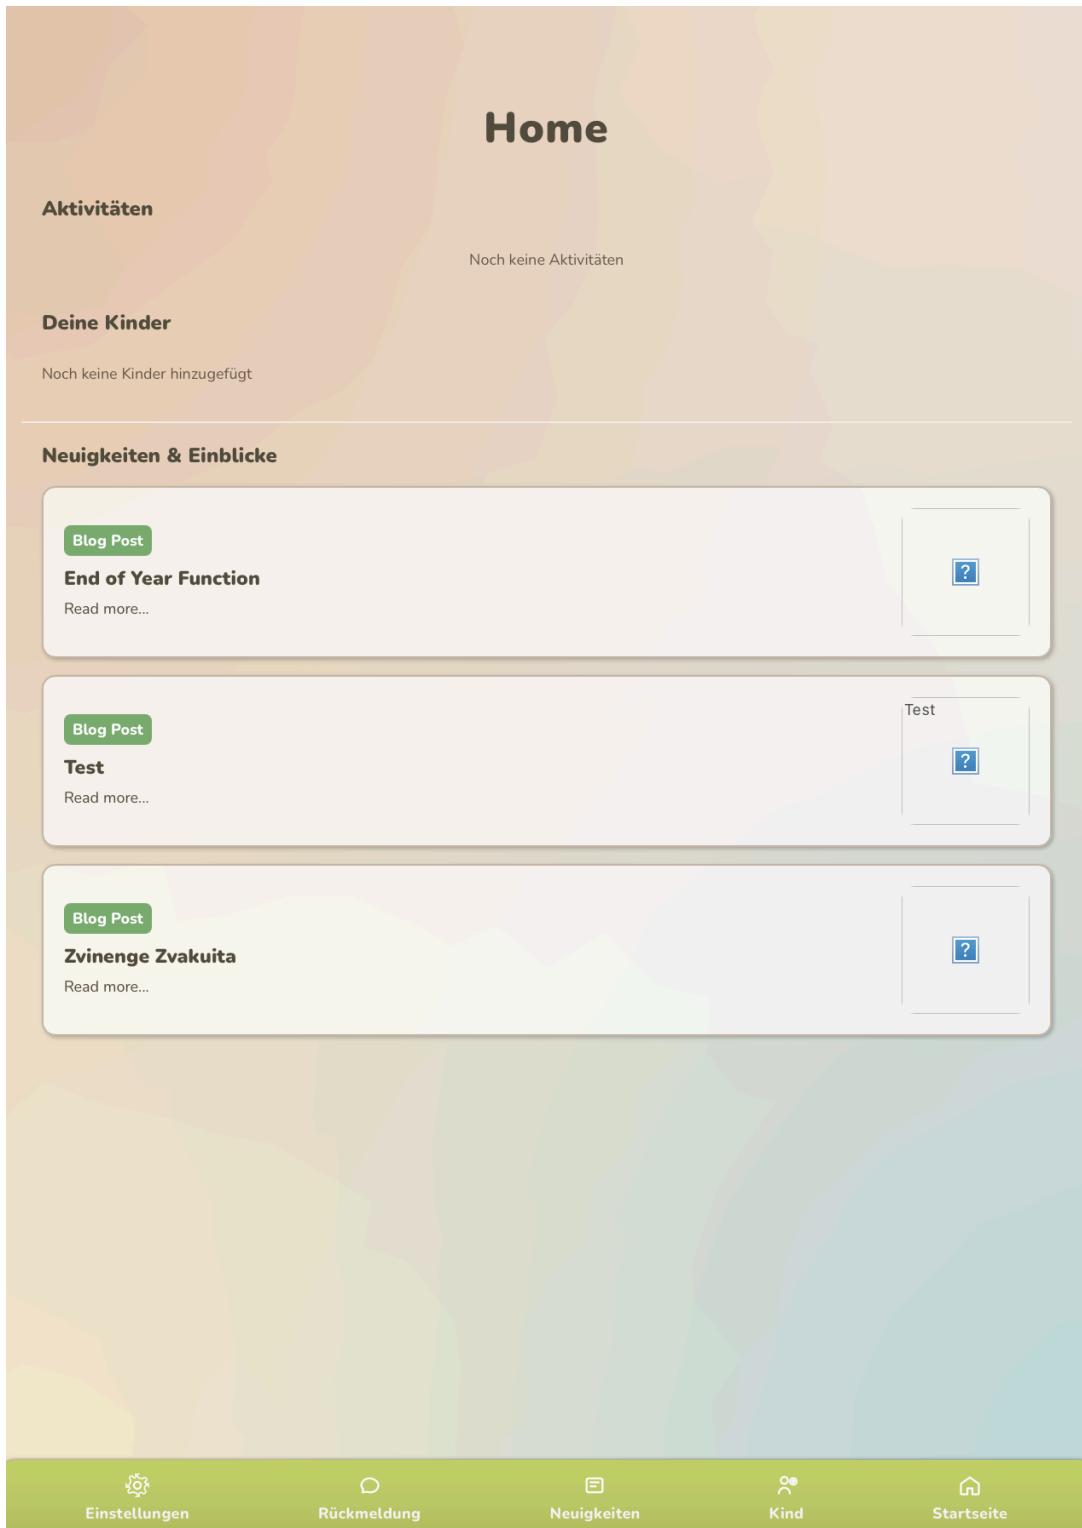 Home
Aktivitäten
Noch keine Aktivitäten
Deine Kinder
Noch keine Kinder hinzugefügt
Neuigkeiten & Einblicke
Blog Post
End of Year Function
Read more...
?
Blog Post
Test
Read more...
Test
?
Blog Post
Zvinenge Zvakuita
Read more...
?
Einstellungen
Rückmeldung
Neuigkeiten
Kind
Startseite